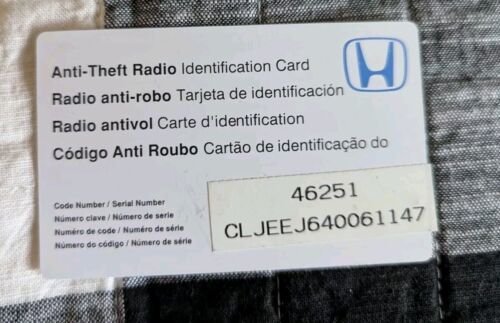 Anti-Theft Radio Identification Card
Radio anti-robo Tarjeta de identificación
Radio antivol Carte d'identification
Código Anti Roubo Cartão de identificação do
Code Number / Serial Number
Número clave / Número de serie
Numéro de code / Numéro de série
Número do código / Número de série
46251
CLJEEJ640061147